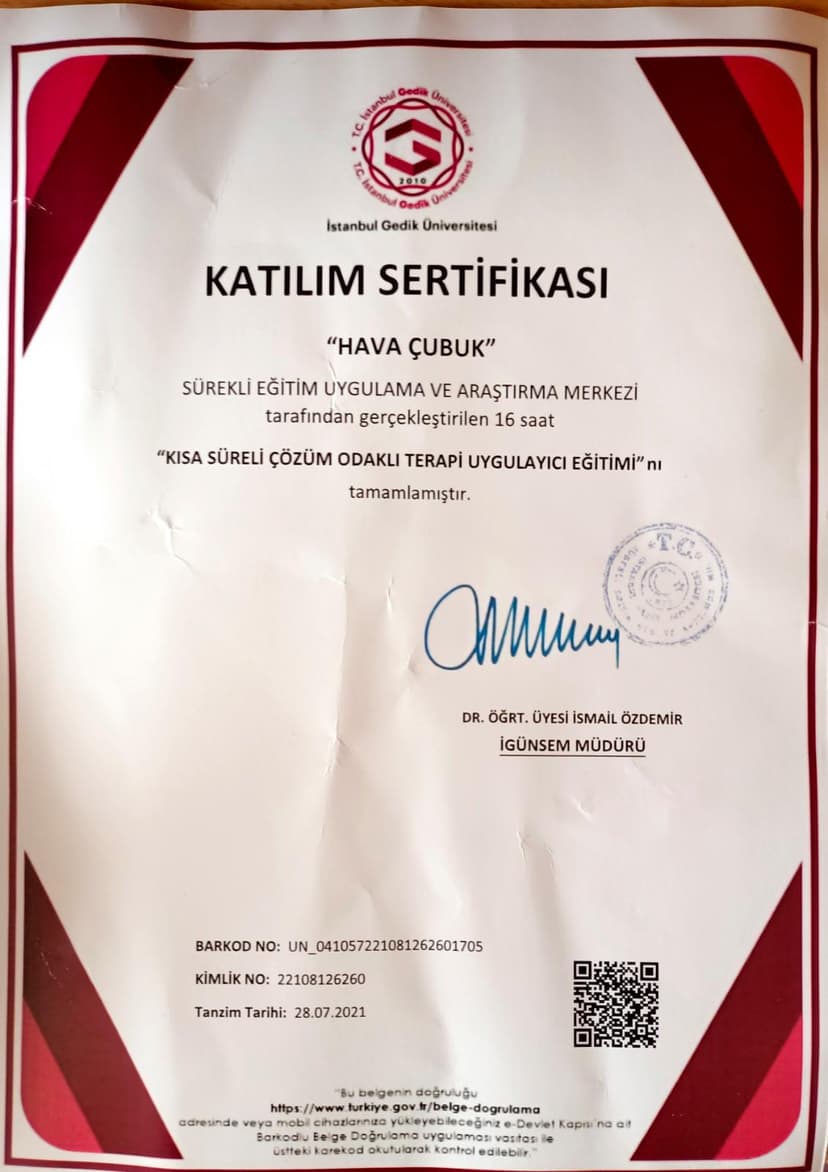 T.C. İstanbul Gedik Üniversitesi
2010
T.C. İstanbul Gedik Üniversitesi
İstanbul Gedik Üniversitesi
KATILIM SERTİFİKASI
“HAVA ÇUBUK”
SÜREKLİ EĞİTİM UYGULAMA VE ARAŞTIRMA MERKEZİ
tarafından gerçekleştirilen 16 saat
“KISA SÜRELİ ÇÖZÜM ODAKLI TERAPİ UYGULAYICI EĞİTİMİ”nı
tamamlamıştır.
T.C.
DR. ÖĞRT. ÜYESİ İSMAİL ÖZDEMİR
İGÜNSEM MÜDÜRÜ
BARKOD NO: UN_041057221081262601705
KİMLİK NO: 22108126260
Tanzim Tarihi: 28.07.2021
"Bu belgenin doğruluğu
https://www.turkiye.gov.tr/belge-dogrulama
adresinde veya mobil cihazlarınıza yükleyebileceğiniz e-Devlet Kapısı'na ait
Barkodlu Belge Doğrulama uygulaması vasıtası ile
üstteki karekod okutularak kontrol edilebilir."